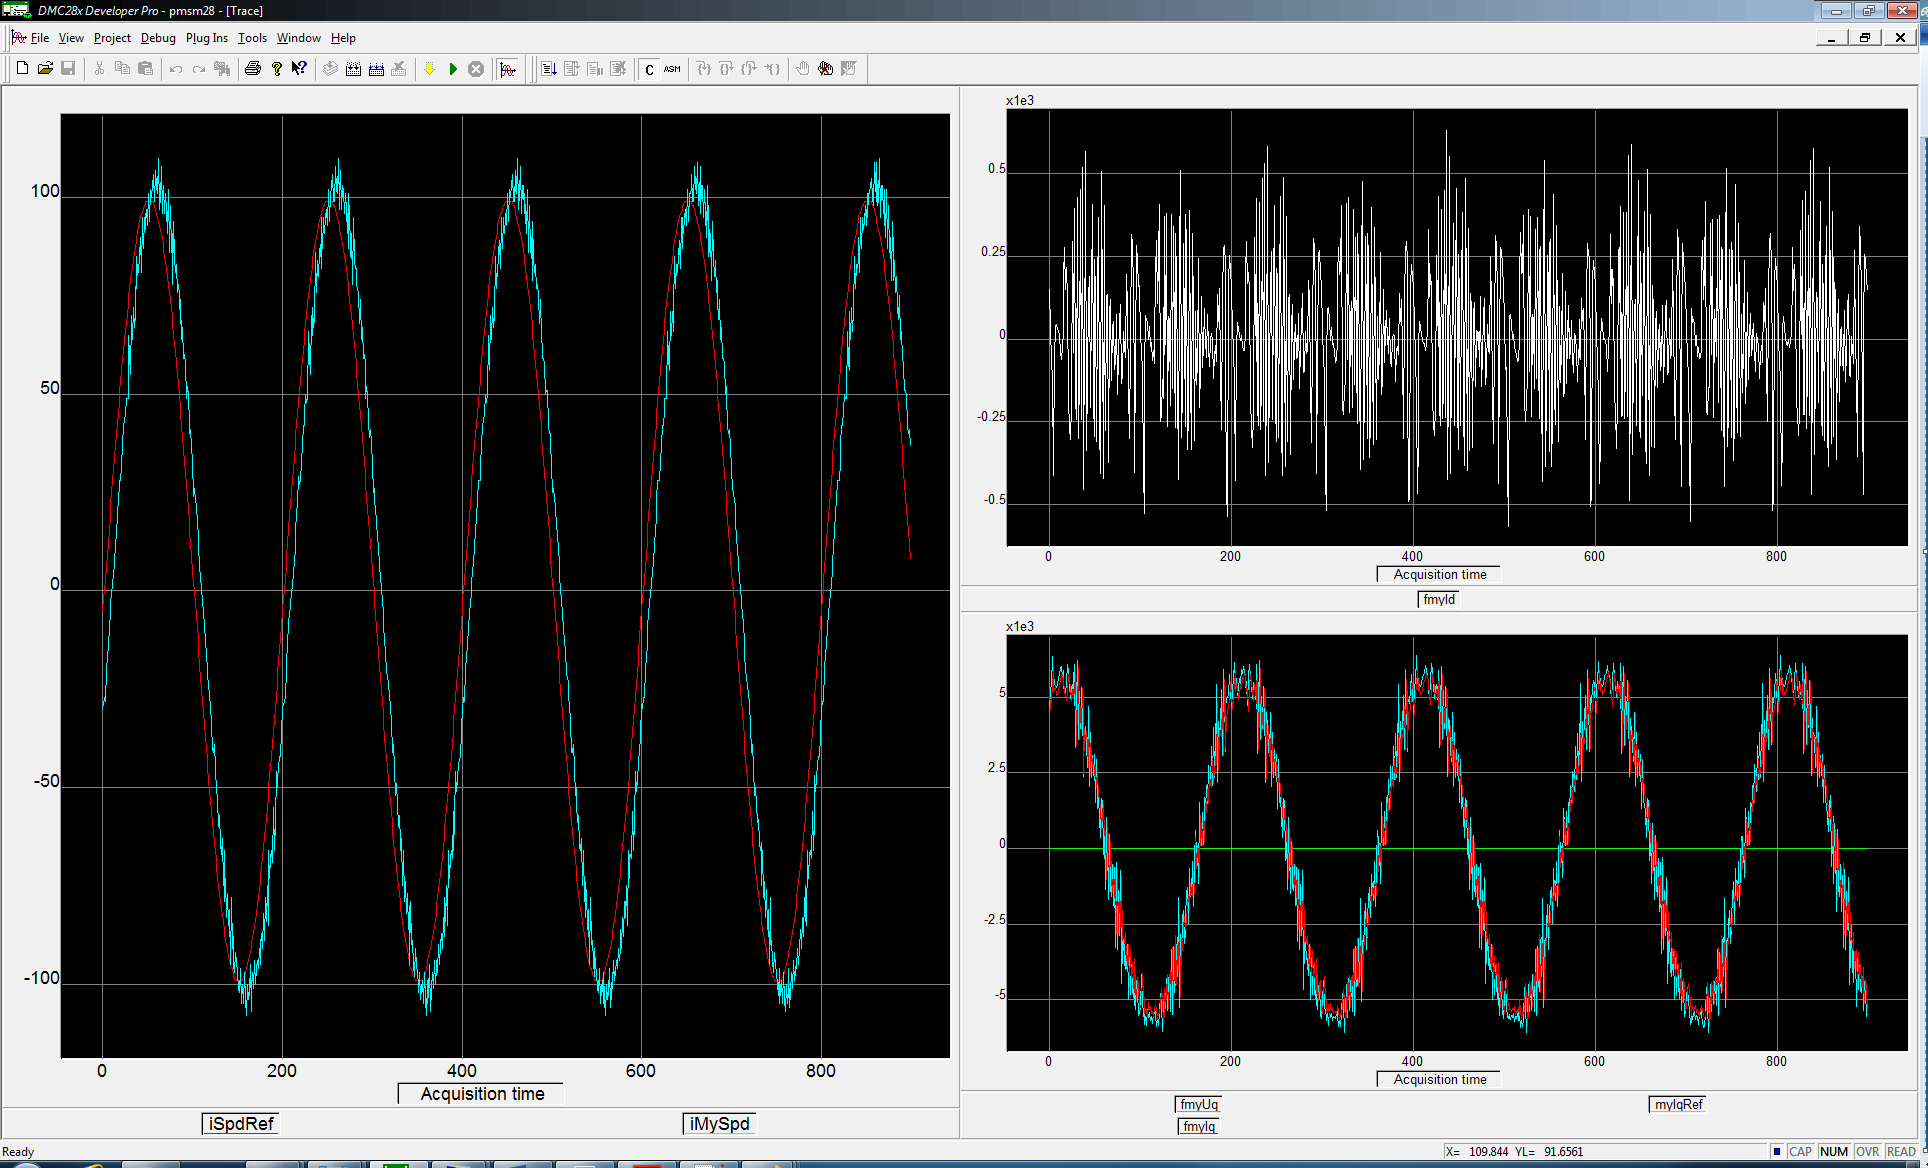 DMC28x Developer Pro - pmsm28 - [Trace]
File View Project Debug Plug Ins Tools Window Help
C ASM
100
50
0
-50
-100
0 200 400 600 800
Acquisition time
iSpdRef iMySpd
x1e3
0.5
0.25
0
-0.25
-0.5
0 200 400 600 800
Acquisition time
fmyId
x1e3
5
2.5
0
-2.5
-5
0 200 400 600 800
Acquisition time
fmyUq myIqRef
fmyIq
Ready X= 109.844 YL= 91.6561 CAP NUM OVR READ